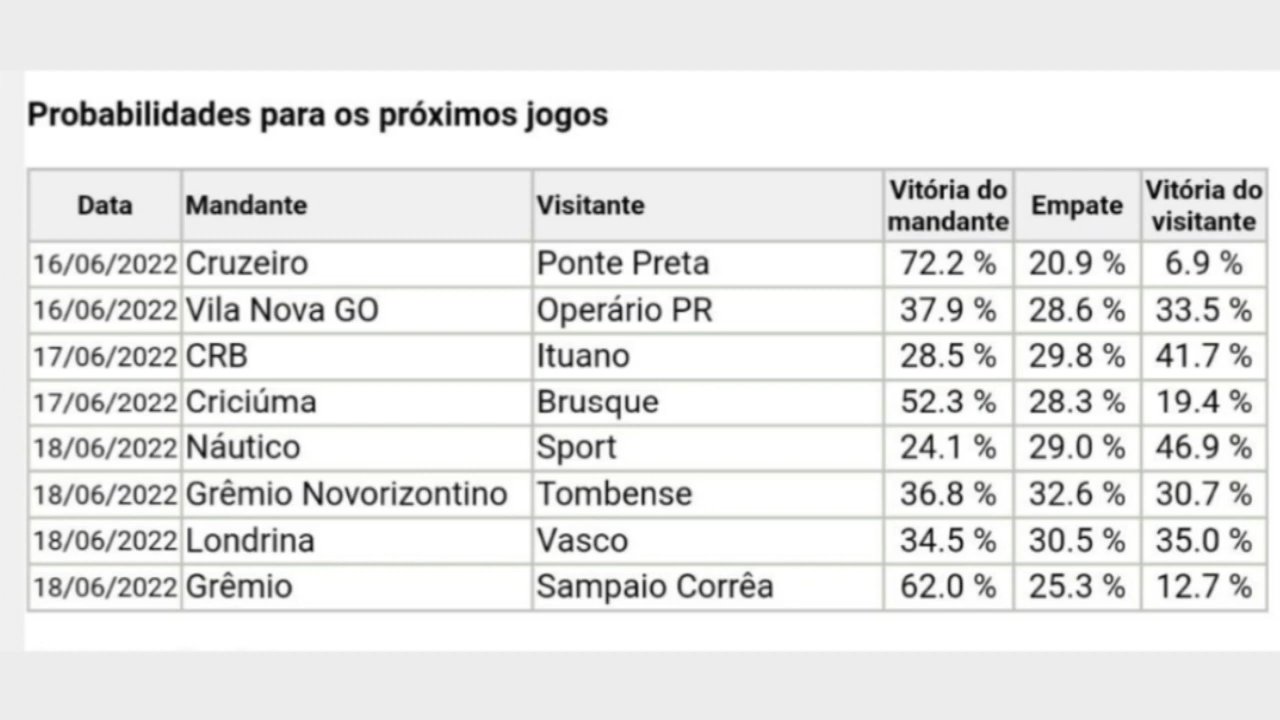 Probabilidades para os próximos jogos
Data Mandante Visitante Vitória do mandante Empate Vitória do visitante
16/06/2022 Cruzeiro Ponte Preta 72.2 % 20.9 % 6.9 %
16/06/2022 Vila Nova GO Operário PR 37.9 % 28.6 % 33.5 %
17/06/2022 CRB Ituano 28.5 % 29.8 % 41.7 %
17/06/2022 Criciúma Brusque 52.3 % 28.3 % 19.4 %
18/06/2022 Náutico Sport 24.1 % 29.0 % 46.9 %
18/06/2022 Grêmio Novorizontino Tombense 36.8 % 32.6 % 30.7 %
18/06/2022 Londrina Vasco 34.5 % 30.5 % 35.0 %
18/06/2022 Grêmio Sampaio Corrêa 62.0 % 25.3 % 12.7 %